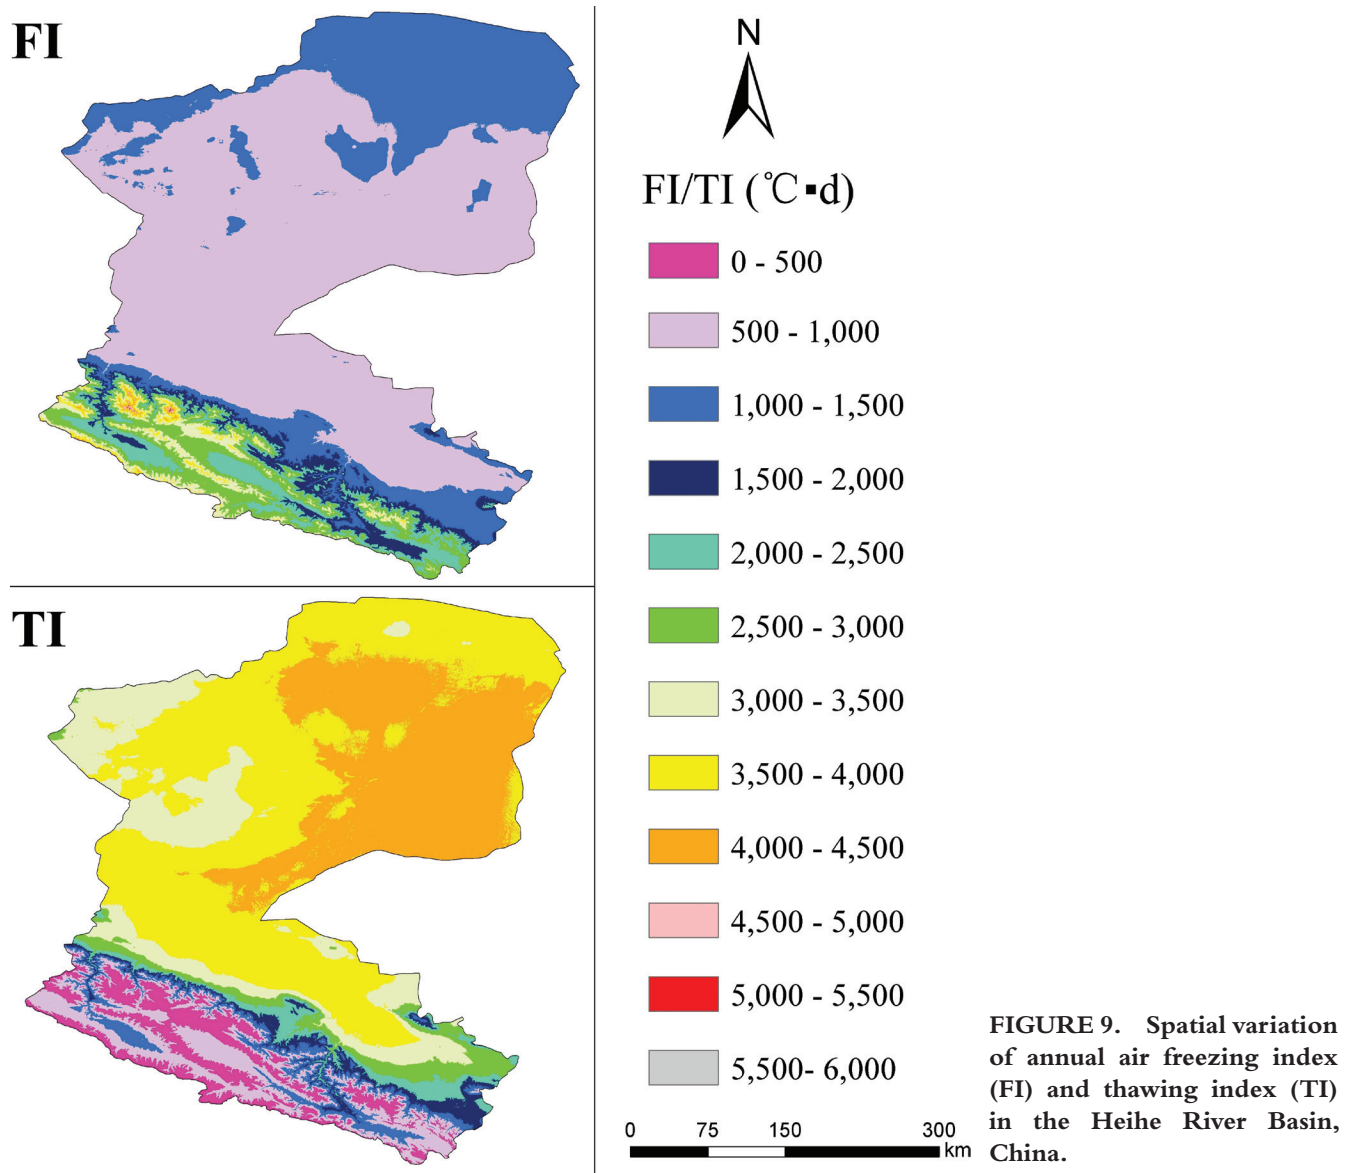 FI
TI
N
FI/TI (℃▪d)
0 - 500
500 - 1,000
1,000 - 1,500
1,500 - 2,000
2,000 - 2,500
2,500 - 3,000
3,000 - 3,500
3,500 - 4,000
4,000 - 4,500
4,500 - 5,000
5,000 - 5,500
5,500- 6,000
0 75 150 300
km
FIGURE 9. Spatial variation
of annual air freezing index
(FI) and thawing index (TI)
in the Heihe River Basin,
China.